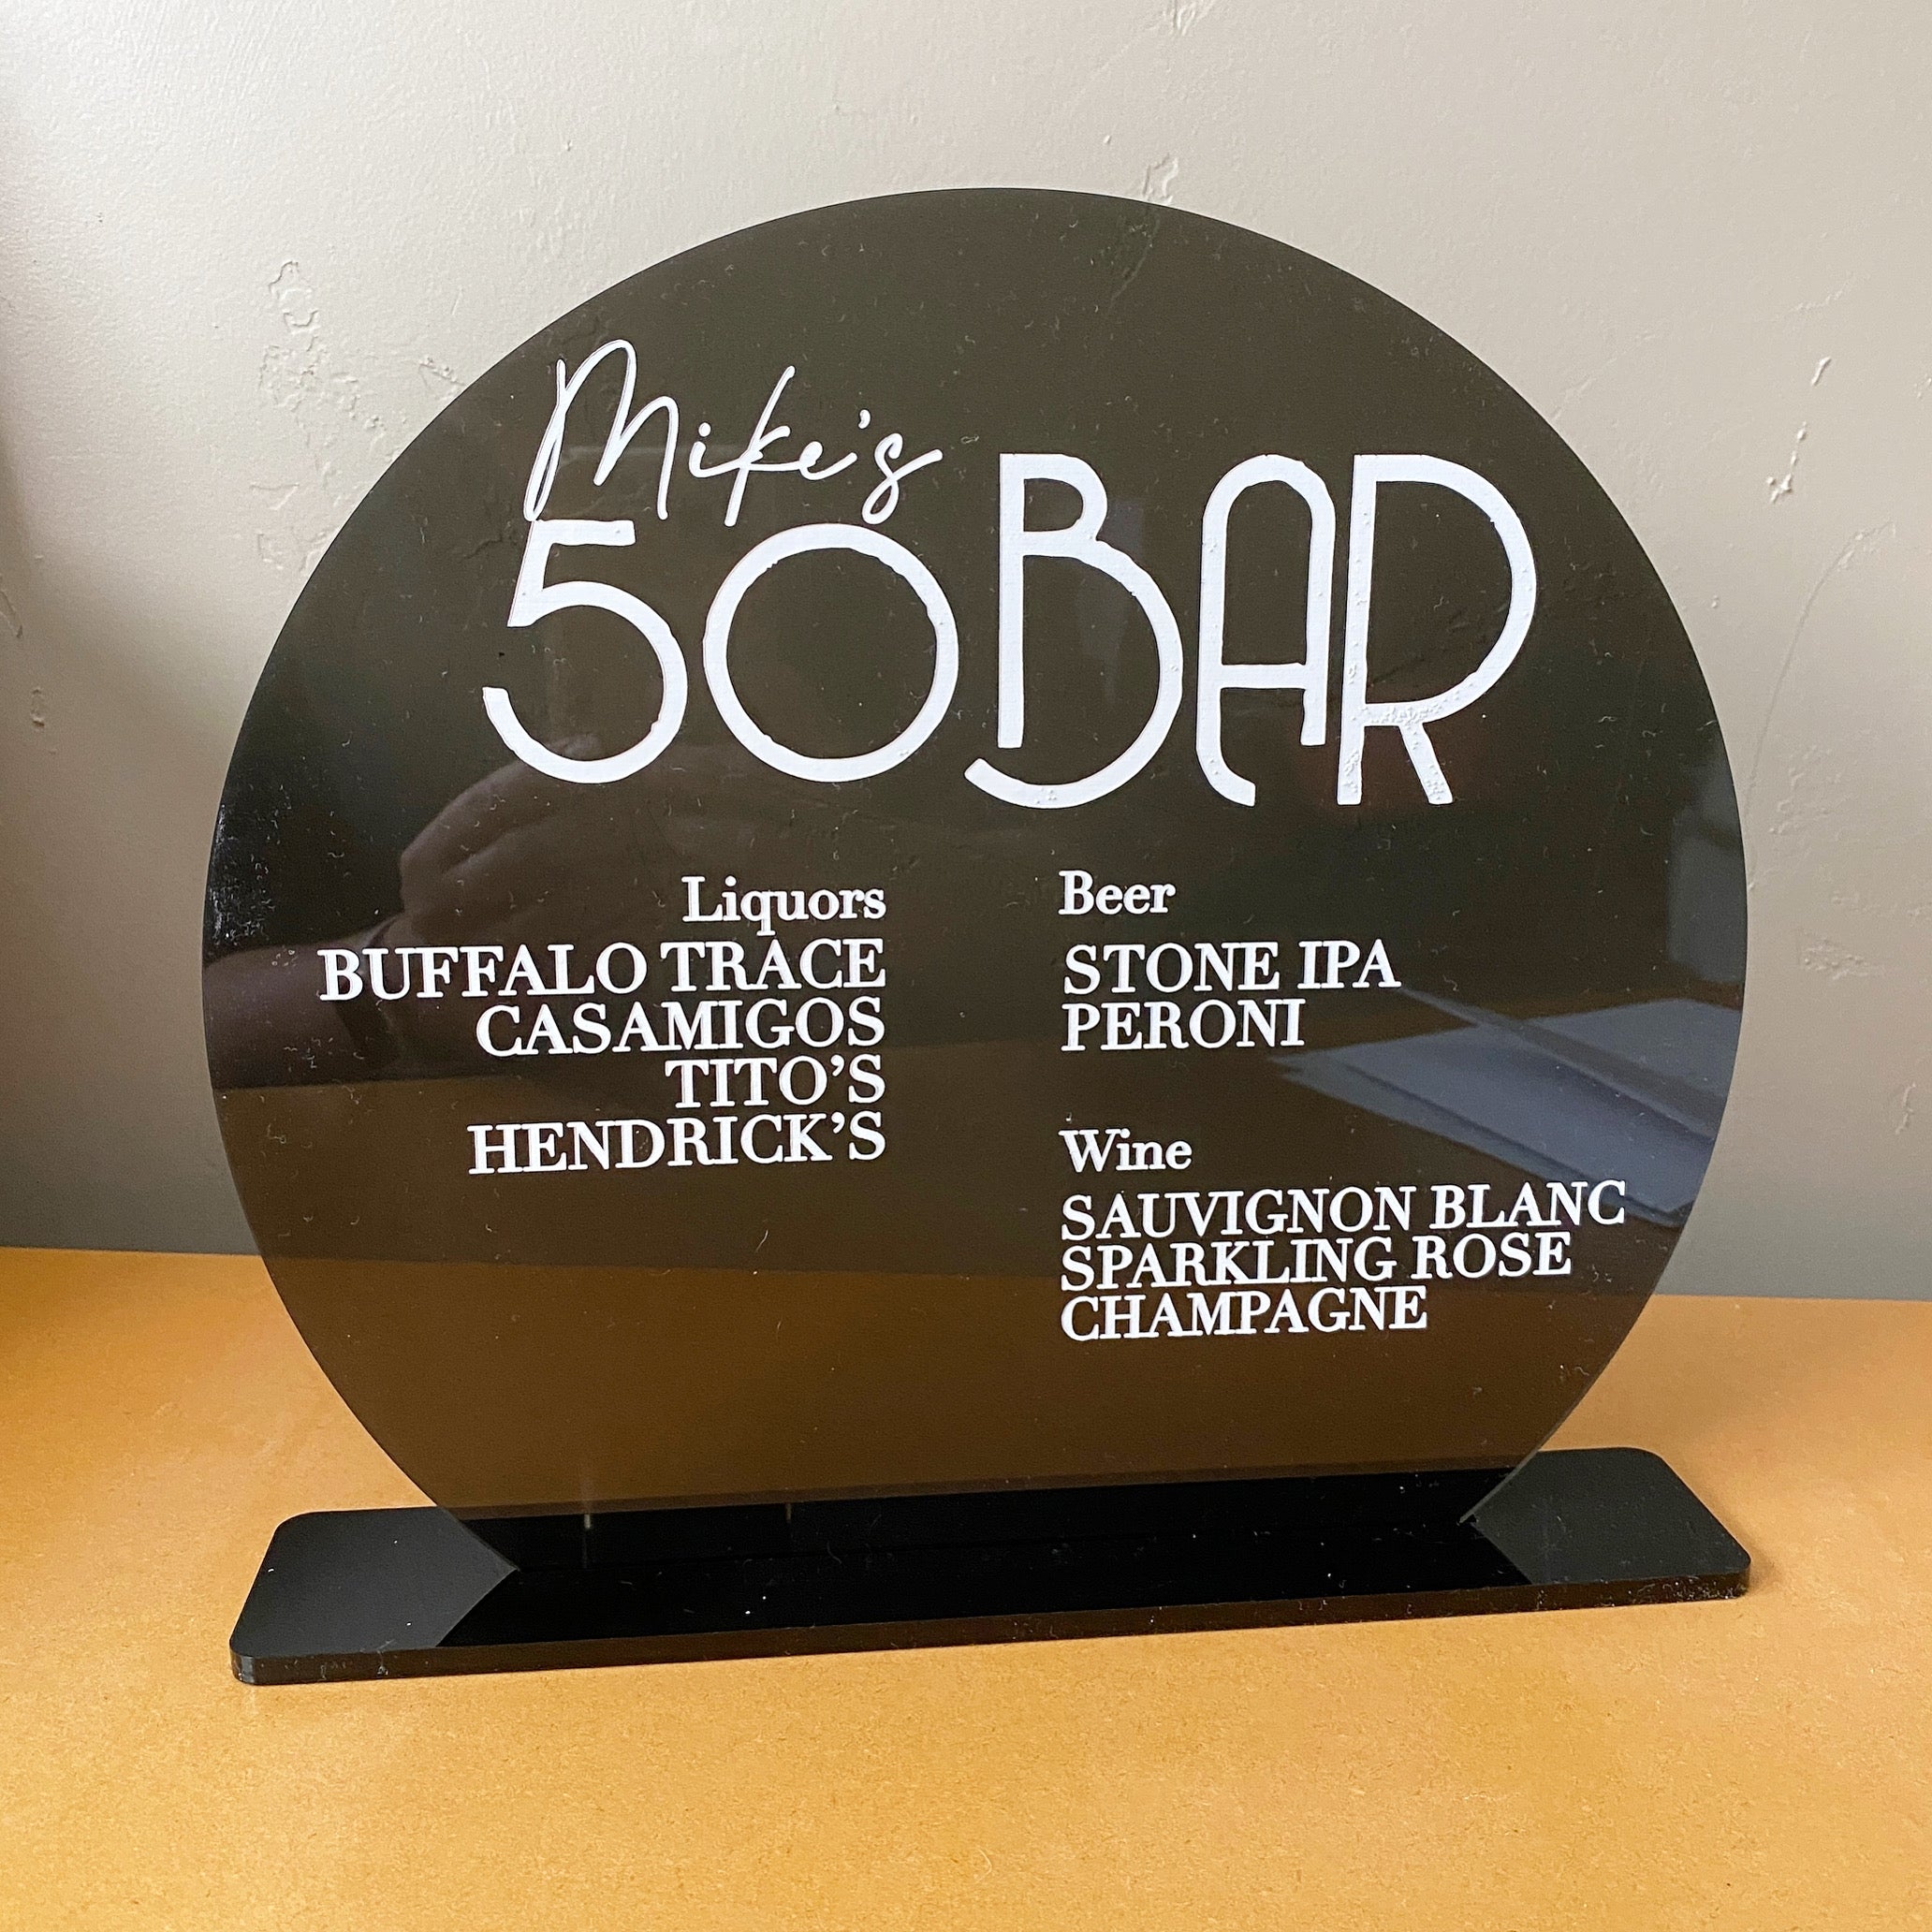 Mike's
50 BAR
Liquors
BUFFALO TRACE
CASAMIGOS
TITO'S
HENDRICK'S
Beer
STONE IPA
PERONI
Wine
SAUVIGNON BLANC
SPARKLING ROSE
CHAMPAGNE